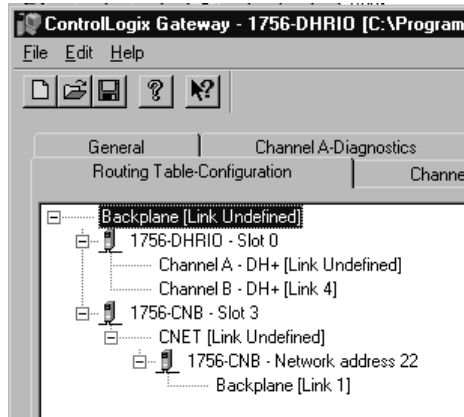 ControlLogix Gateway - 1756-DHRIO [C:\Program
File Edit Help
General Channel A-Diagnostics
Routing Table-Configuration Channe
Backplane [Link Undefined]
1756-DHRIO - Slot 0
Channel A - DH+ [Link Undefined]
Channel B - DH+ [Link 4]
1756-CNB - Slot 3
CNET [Link Undefined]
1756-CNB - Network address 22
Backplane [Link 1]